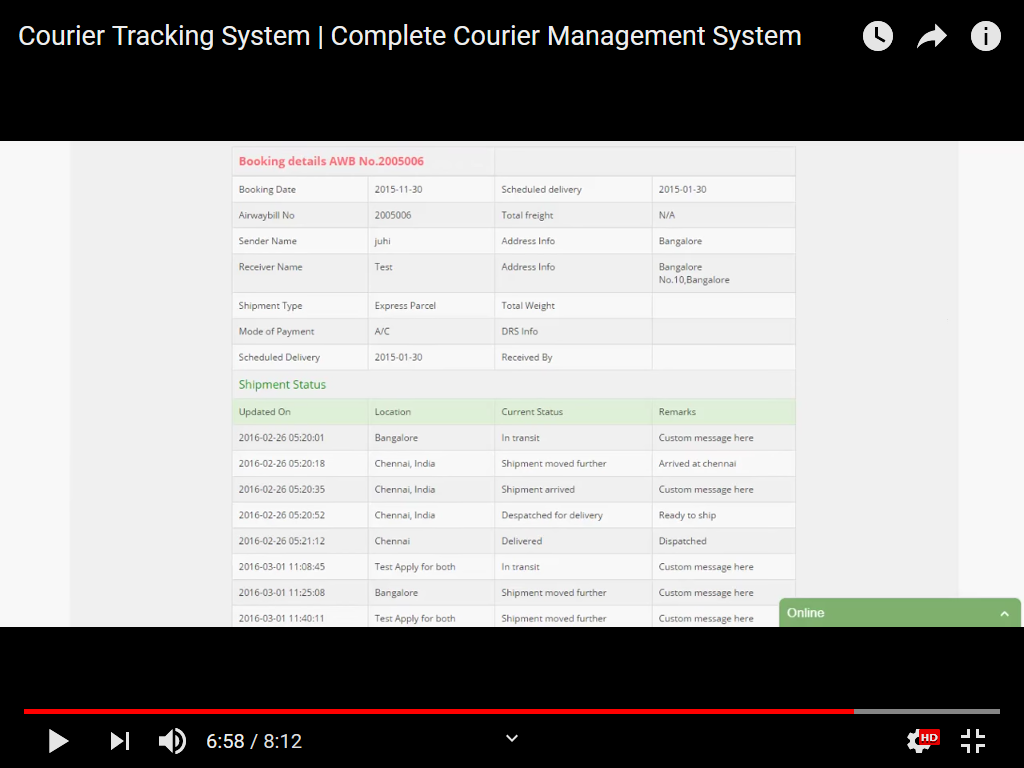 Courier Tracking System | Complete Courier Management System
Booking details AWB No.2005006
Booking Date 2015-11-30 Scheduled delivery 2015-01-30
Airwaybill No 2005006 Total freight N/A
Sender Name juhi Address Info Bangalore
Receiver Name Test Address Info Bangalore
No.10,Bangalore
Shipment Type Express Parcel Total Weight
Mode of Payment A/C DRS Info
Scheduled Delivery 2015-01-30 Received By
Shipment Status
Updated On Location Current Status Remarks
2016-02-26 05:20:01 Bangalore In transit Custom message here
2016-02-26 05:20:18 Chennai, India Shipment moved further Arrived at chennai
2016-02-26 05:20:35 Chennai, India Shipment arrived Custom message here
2016-02-26 05:20:52 Chennai, India Despatched for delivery Ready to ship
2016-02-26 05:21:12 Chennai Delivered Dispatched
2016-03-01 11:08:45 Test Apply for both In transit Custom message here
2016-03-01 11:25:08 Bangalore Shipment moved further Custom message here
2016-03-01 11:40:11 Test Apply for both Shipment moved further Custom message here
Online
6:58 / 8:12
HD